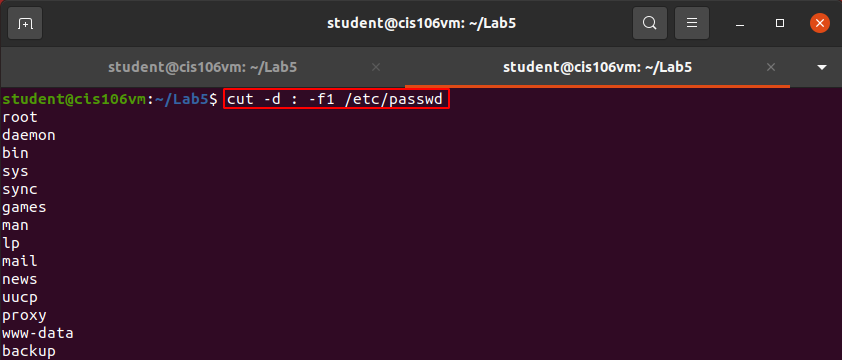 student@cis106vm: ~/Lab5
student@cis106vm: ~/Lab5
student@cis106vm: ~/Lab5
student@cis106vm:~/Lab5$ cut -d : -f1 /etc/passwd
root
daemon
bin
sys
sync
games
man
lp
mail
news
uucp
proxy
www-data
backup